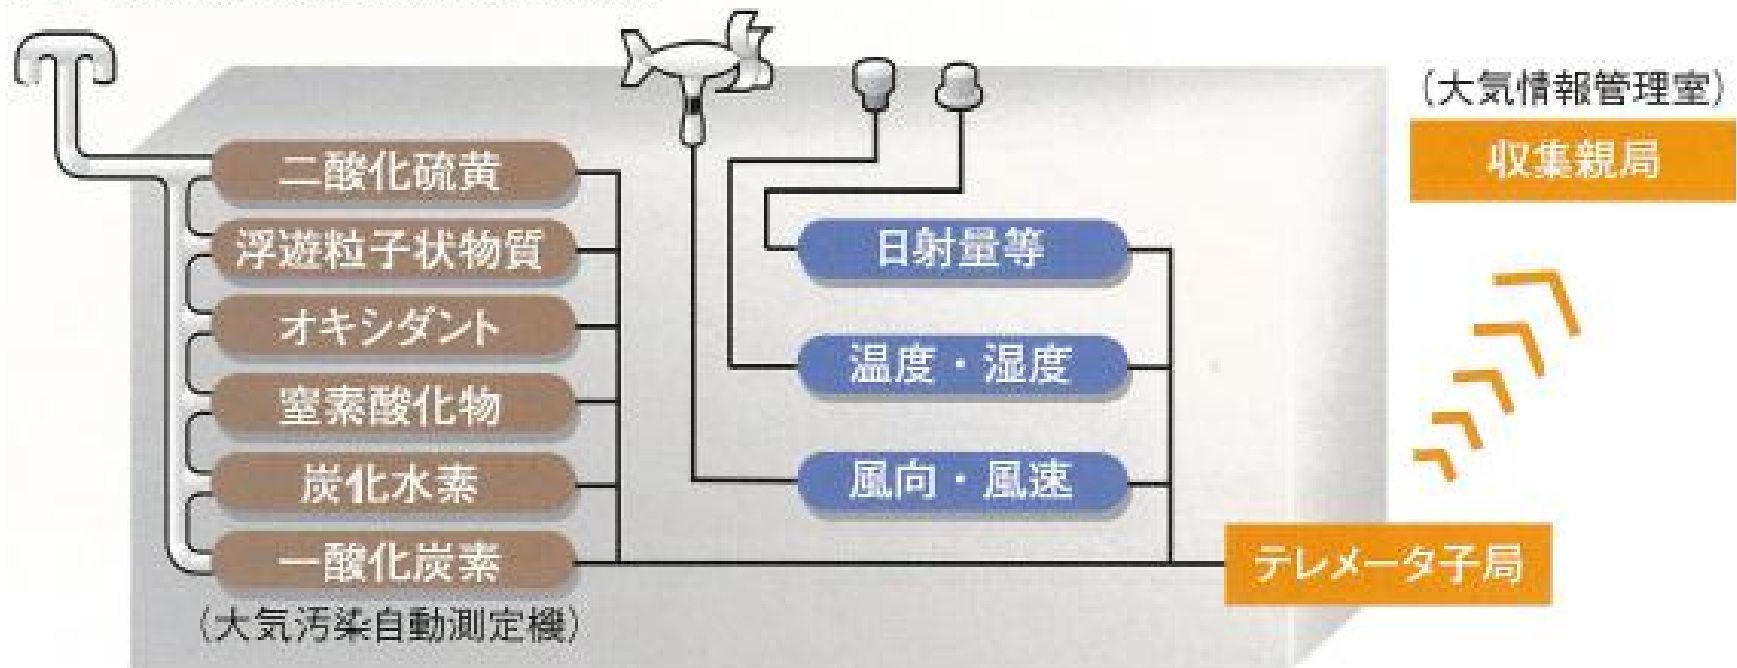 (大気情報管理室)
収集親局
二酸化硫黄
浮遊粒子状物質
オキシダント
窒素酸化物
炭化水素
一酸化炭素
(大気汚染自動測定機)
日射量等
温度・湿度
風向・風速
テレメータ子局